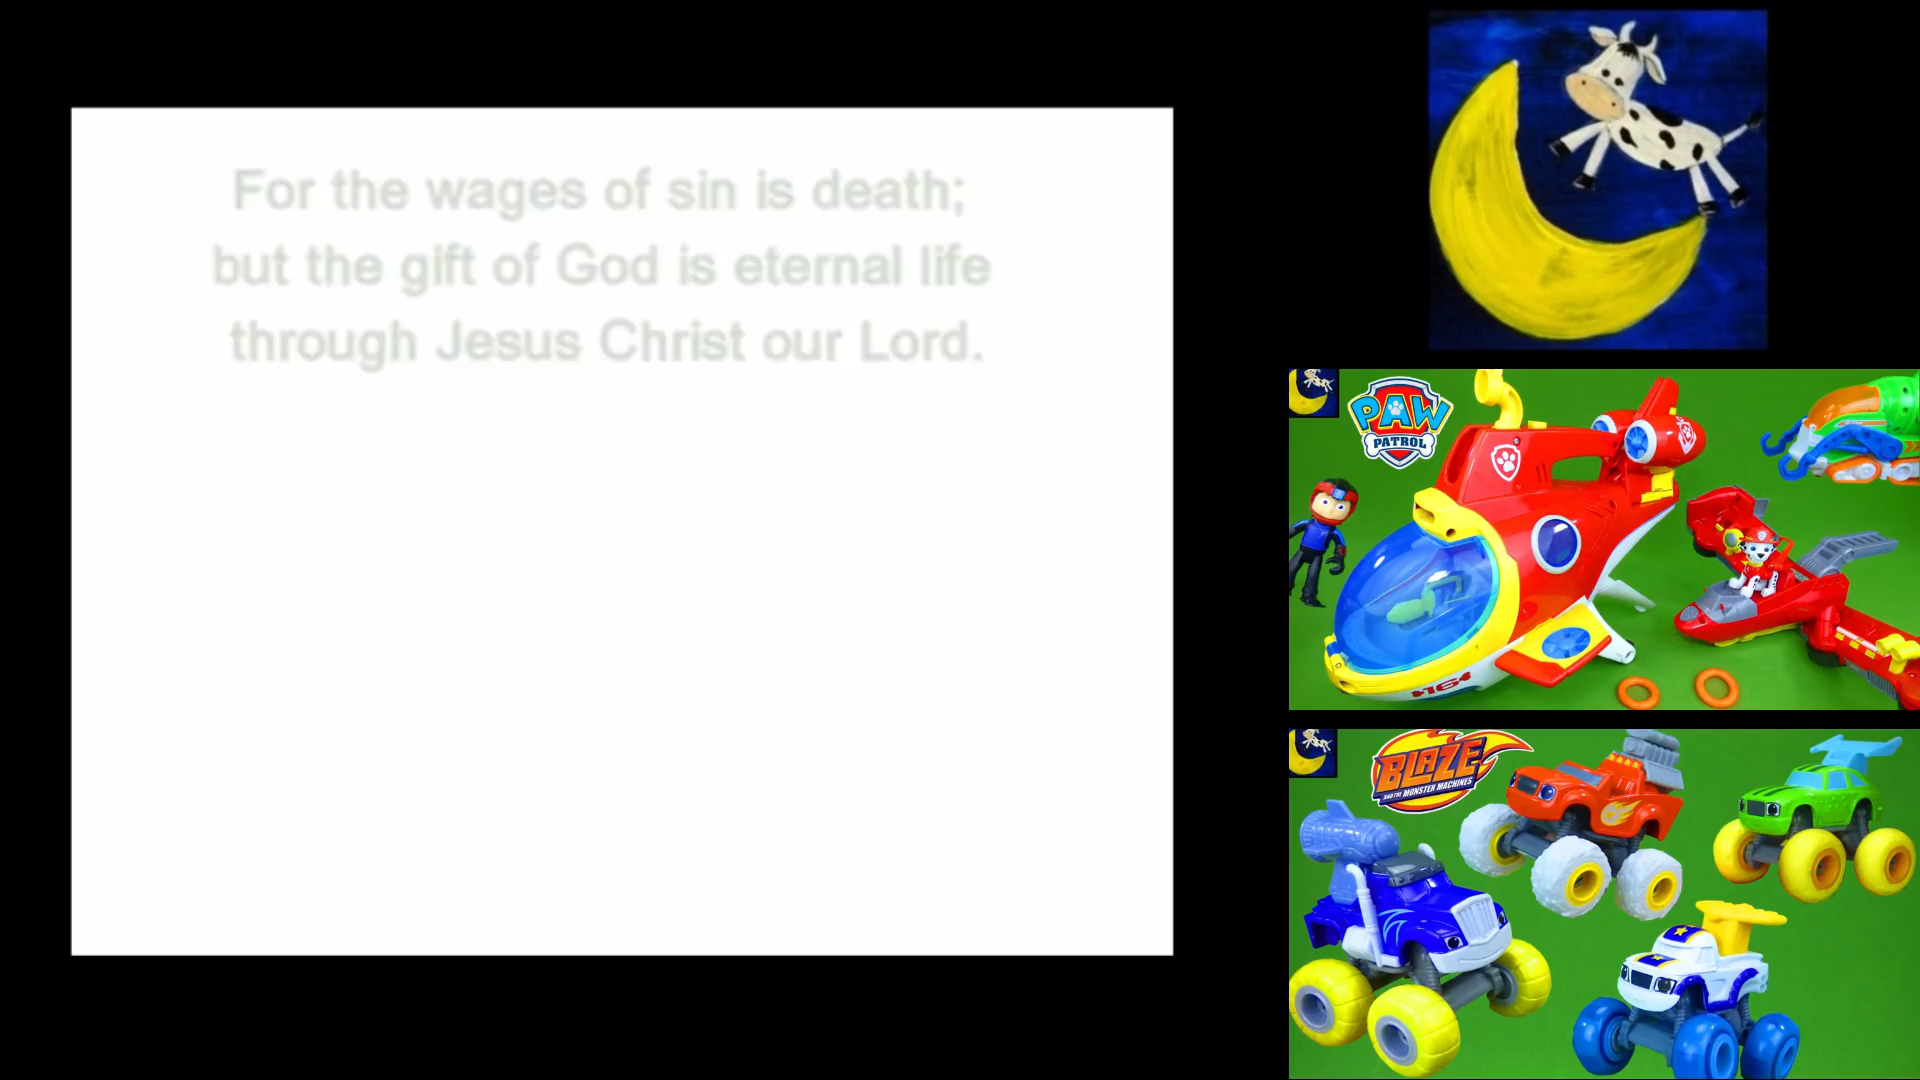 For the wages of sin is death;
but the gift of God is eternal life
through Jesus Christ our Lord.
PAW
PATROL
BLAZE
AND THE MONSTER MACHINES